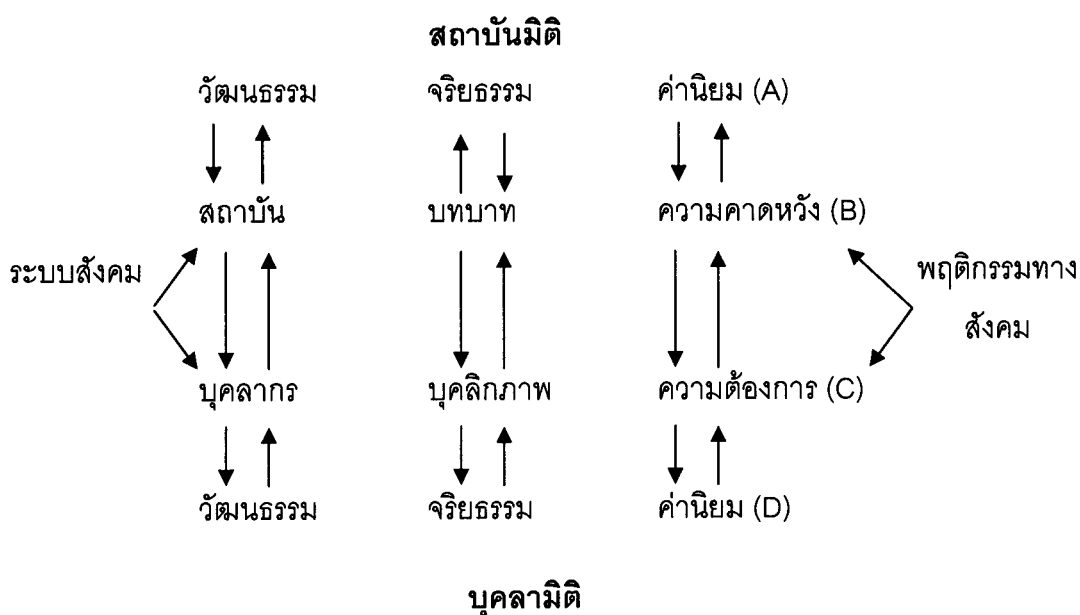 สถาบันมิติ
วัฒนธรรม จริยธรรม ค่านิยม (A)
สถาบัน บทบาท ความคาดหวัง (B)
ระบบสังคม พฤติกรรมทาง
สังคม
บุคลากร บุคลิกภาพ ความต้องการ (C)
วัฒนธรรม จริยธรรม ค่านิยม (D)
บุคลามิติ